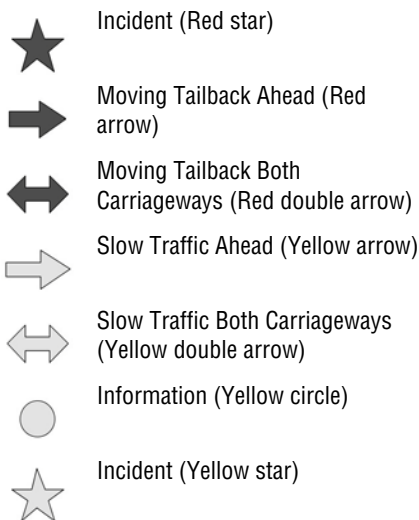 Incident (Red star)
Moving Tailback Ahead (Red
arrow)
Moving Tailback Both
Carriageways (Red double arrow)
Slow Traffic Ahead (Yellow arrow)
Slow Traffic Both Carriageways
(Yellow double arrow)
Information (Yellow circle)
Incident (Yellow star)